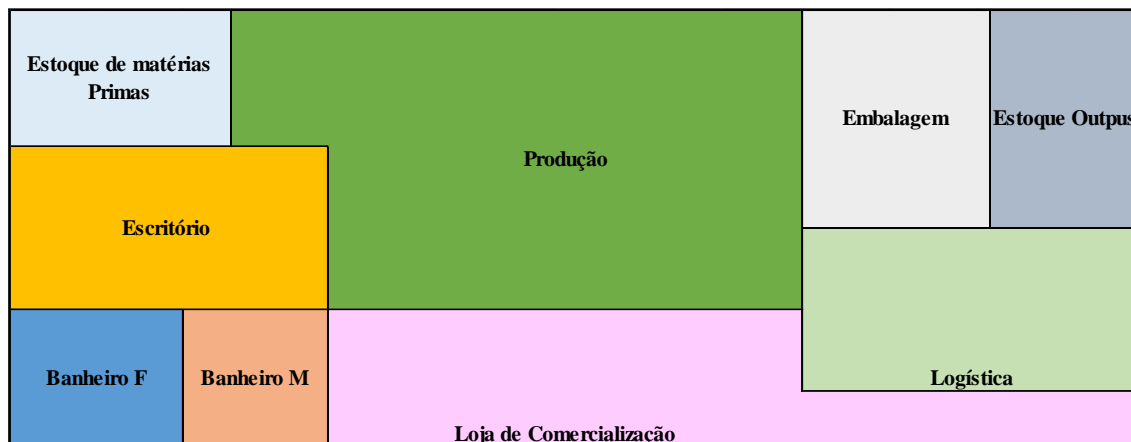 Estoque de matérias
Primas
Produção
Embalagem
Estoque Outpus
Escritório
Banheiro F
Banheiro M
Logística
Loja de Comercialização